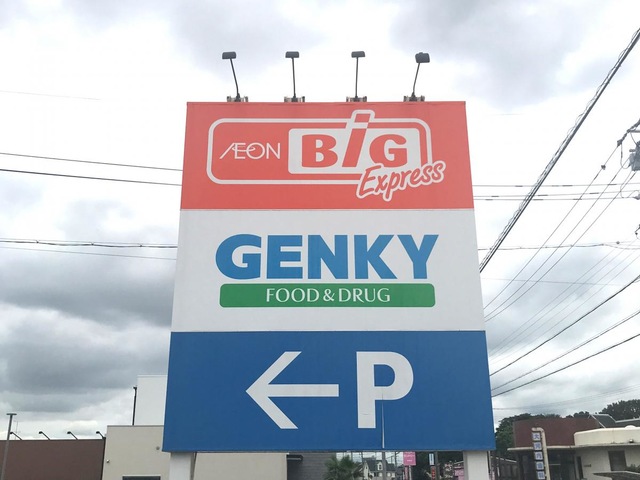 ÆON BiG
Express
GENKY
FOOD & DRUG
← P